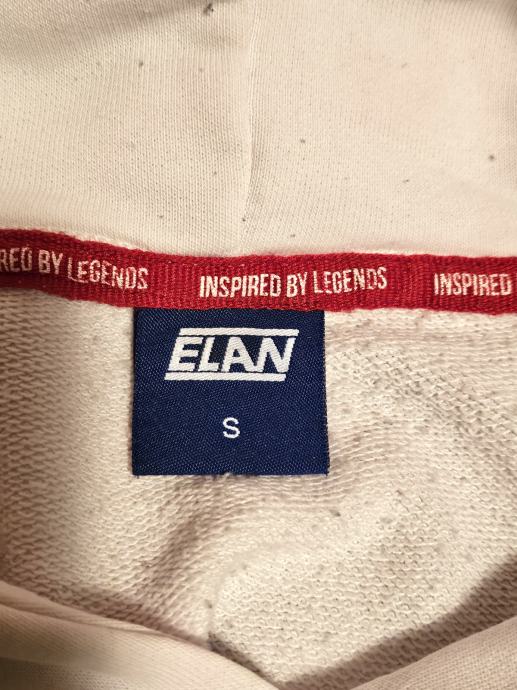 RED BY LEGENDS INSPIRED BY LEGENDS INSPIRED
ELAN
S